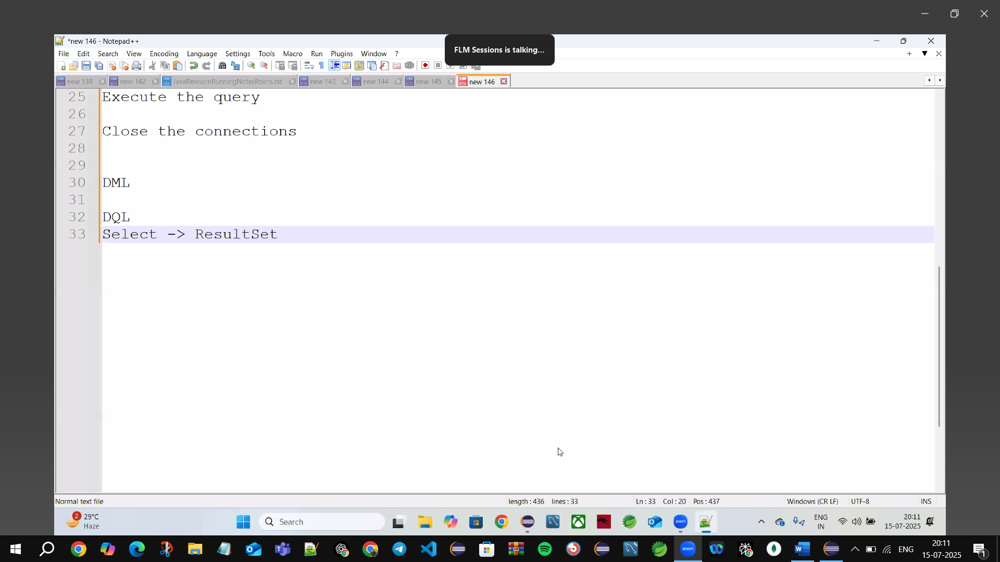 *new 146 - Notepad++
FLM Sessions is talking...
File Edit Search View Encoding Language Settings Tools Macro Run Plugins Window ?
new 139 new 142 JavaRevisionRunningNotesPoints.txt new 143 new 144 new 145 new 146
25 Execute the query
26
27 Close the connections
28
29
30 DML
31
32 DQL
33 Select -> ResultSet
Normal text file length : 436 lines : 33 Ln : 33 Col : 20 Pos : 437 Windows (CR LF) UTF-8 INS
2
29°C
Haze
Search
zoom
ENG
IN
20:11
15-07-2025
zoom
W
ENG
20:11
15-07-2025
1